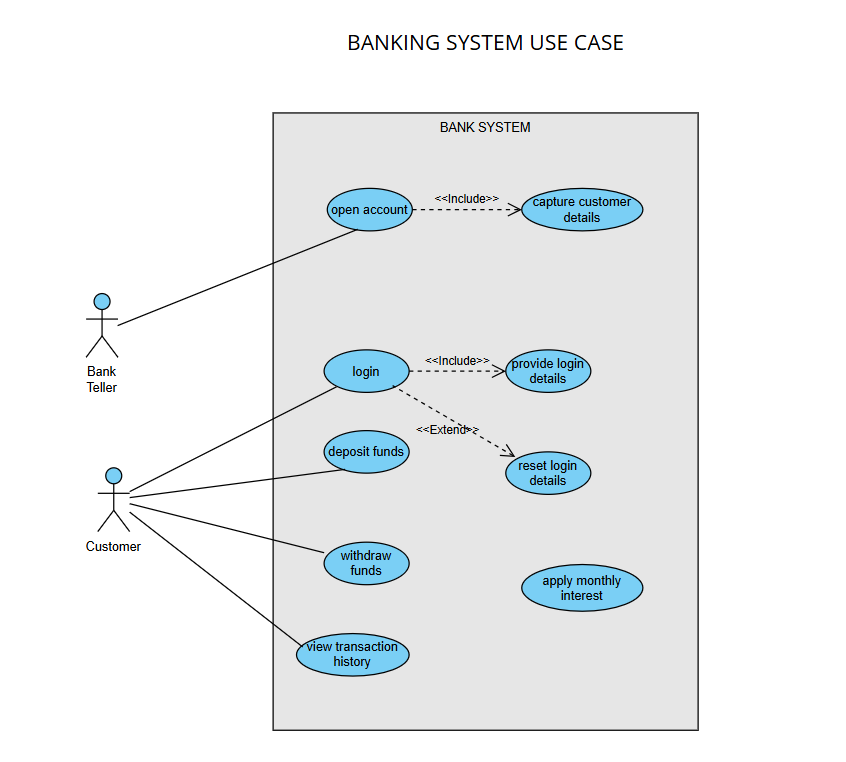 BANKING SYSTEM USE CASE
BANK SYSTEM
open account
<<Include>>
capture customer
details
Bank
Teller
login
<<Include>>
provide login
details
<<Extend>>
deposit funds
reset login
details
Customer
withdraw
funds
apply monthly
interest
view transaction
history